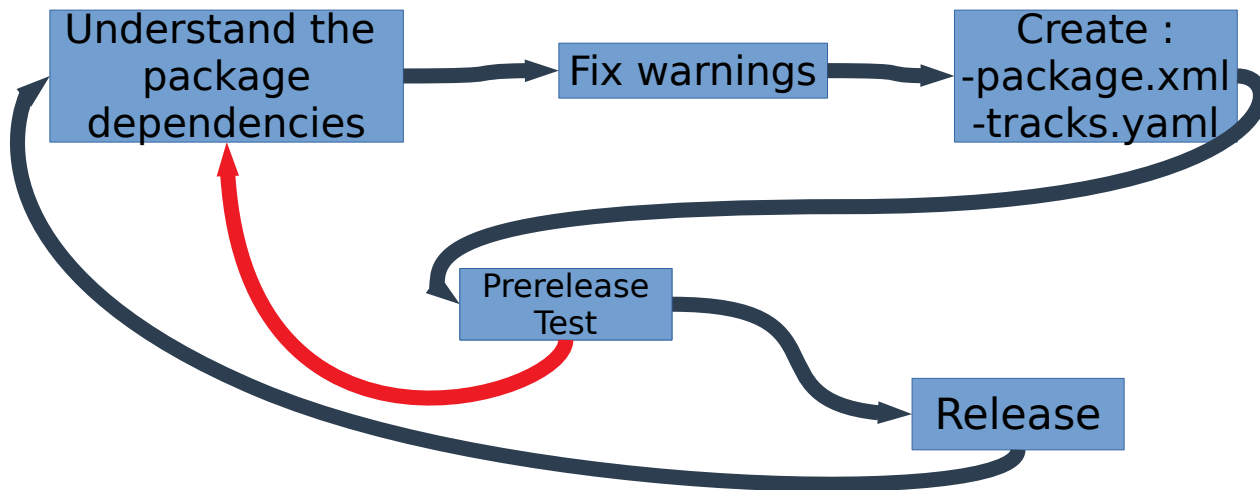 Understand the
package
dependencies
Fix warnings
Create :
-package.xml
-tracks.yaml
Prerelease
Test
Release